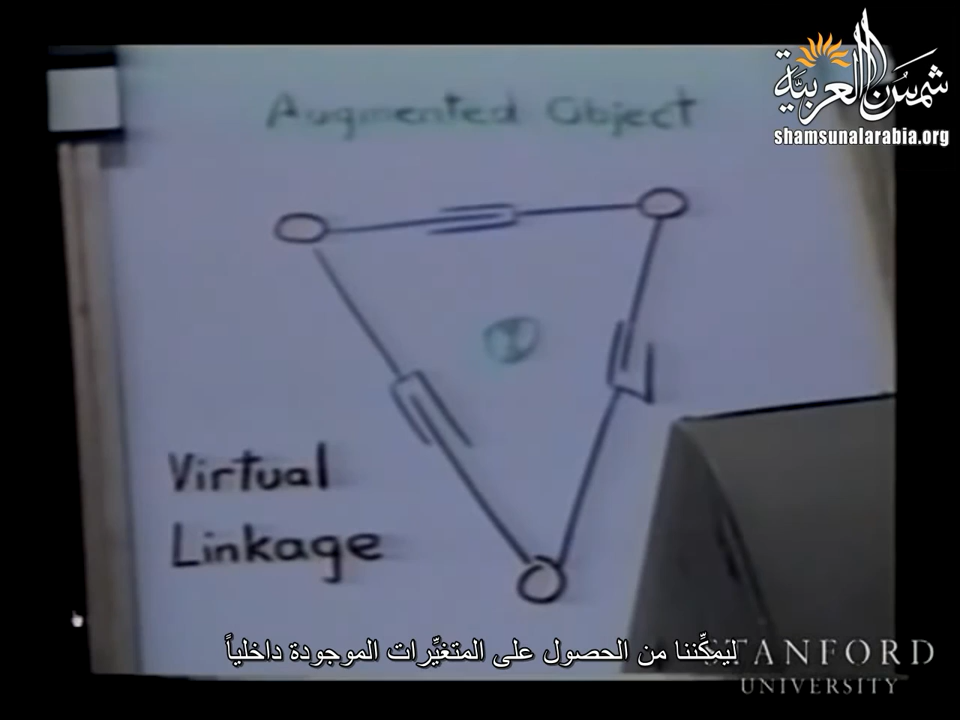 شمس العربية
shamsunalarabia.org
Augmented Object
Virtual
Linkage
ليمكِّننا من الحصول على المتغيِّرات الموجودة داخلياً
STANFORD
UNIVERSITY